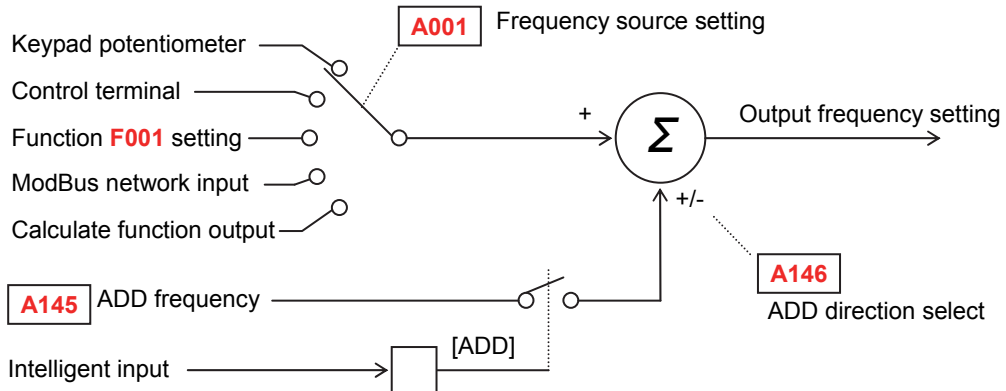 A001 Frequency source setting
Keypad potentiometer
Control terminal
Function F001 setting
ModBus network input
Calculate function output
+
Σ
Output frequency setting
+/-
A146
ADD direction select
A145 ADD frequency
[ADD]
Intelligent input